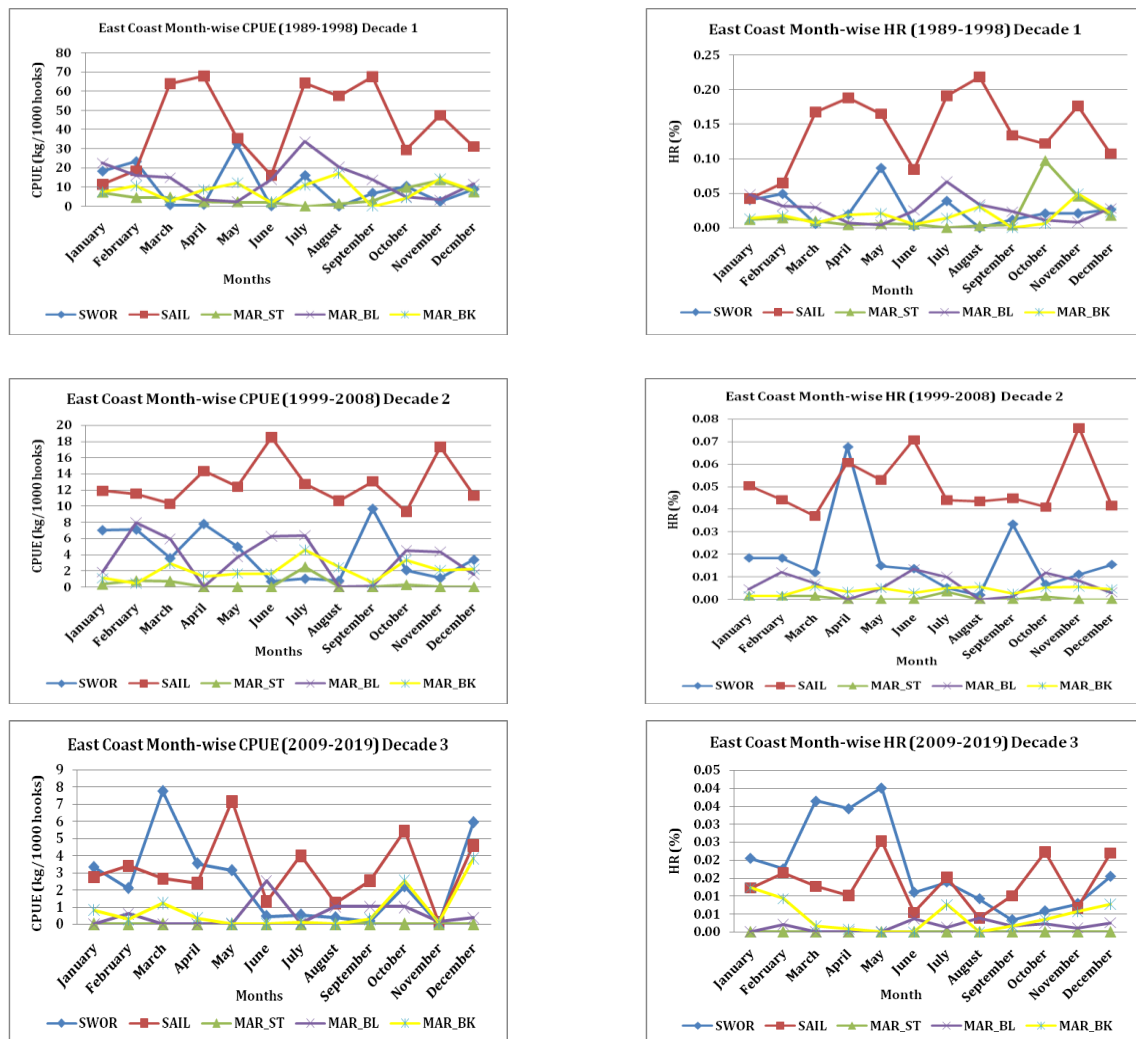 East Coast Month-wise CPUE (1989-1998) Decade 1
CPUE (kg/1000 hooks)
80
70
60
50
40
30
20
10
0
January
February
March
April
May
June
July
August
September
October
November
Decmber
Months
SWOR SAIL MAR_ST MAR_BL MAR_BK
East Coast Month-wise HR (1989-1998) Decade 1
HR (%)
0.25
0.20
0.15
0.10
0.05
0.00
January
February
March
April
May
June
July
August
September
October
November
Decmber
Month
SWOR SAIL MAR_ST MAR_BL MAR_BK
East Coast Month-wise CPUE (1999-2008) Decade 2
CPUE (kg/1000 hooks)
20
18
16
14
12
10
8
6
4
2
0
January
February
March
April
May
June
July
August
September
October
November
December
Months
SWOR SAIL MAR_ST MAR_BL MAR_BK
East Coast Month-wise HR (1999-2008) Decade 2
HR (%)
0.08
0.07
0.06
0.05
0.04
0.03
0.02
0.01
0.00
January
February
March
April
May
June
July
August
September
October
November
December
Month
SWOR SAIL MAR_ST MAR_BL MAR_BK
East Coast Month-wise CPUE (2009-2019) Decade 3
CPUE (kg/1000 hooks)
9
8
7
6
5
4
3
2
1
0
January
February
March
April
May
June
July
August
September
October
November
December
Months
SWOR SAIL MAR_ST MAR_BL MAR_BK
East Coast Month-wise HR (2009-2019) Decade 3
HR (%)
0.05
0.04
0.04
0.03
0.03
0.02
0.02
0.01
0.01
0.00
January
February
March
April
May
June
July
August
September
October
November
December
Month
SWOR SAIL MAR_ST MAR_BL MAR_BK